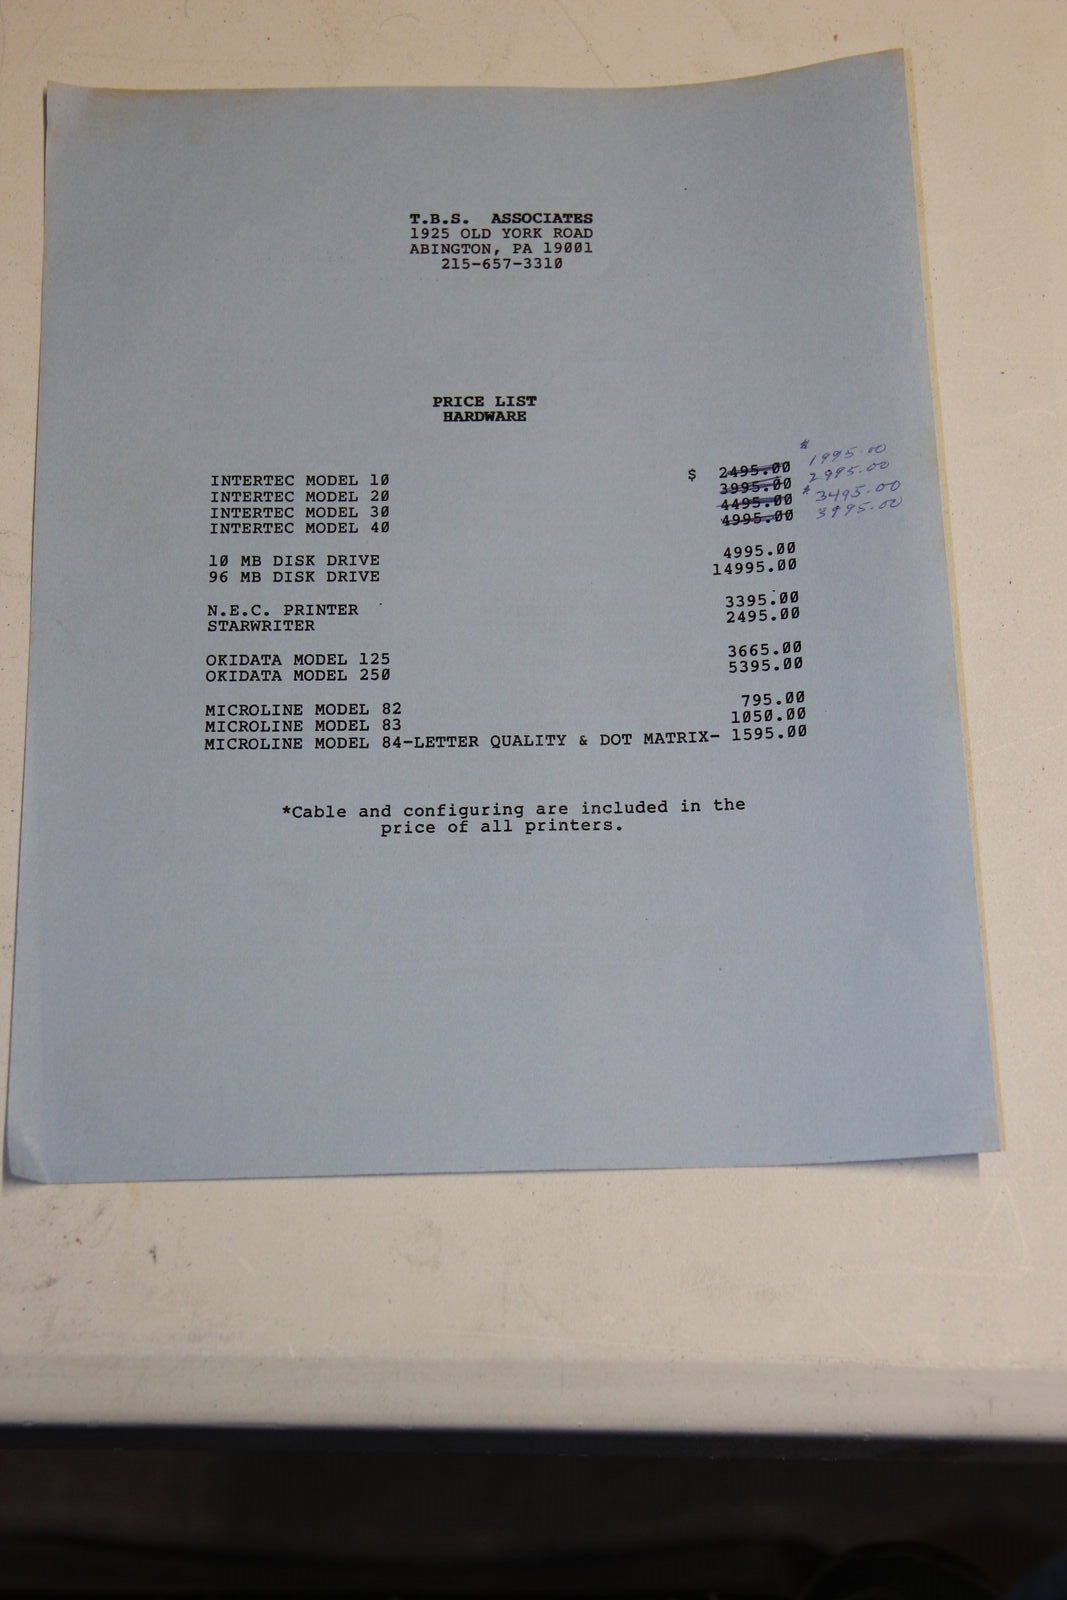 T.B.S. ASSOCIATES
1925 OLD YORK ROAD
ABINGTON, PA 19001
215-657-3310
PRICE LIST
HARDWARE
INTERTEC MODEL 10 $ 2495.00 $ 1995.00
INTERTEC MODEL 20 3995.00 2995.00
INTERTEC MODEL 30 4495.00 $ 3495.00
INTERTEC MODEL 40 4995.00 3995.00
10 MB DISK DRIVE 4995.00
96 MB DISK DRIVE 14995.00
N.E.C. PRINTER 3395.00
STARWRITER 2495.00
OKIDATA MODEL 125 3665.00
OKIDATA MODEL 250 5395.00
MICROLINE MODEL 82 795.00
MICROLINE MODEL 83 1050.00
MICROLINE MODEL 84-LETTER QUALITY & DOT MATRIX- 1595.00
*Cable and configuring are included in the
price of all printers.